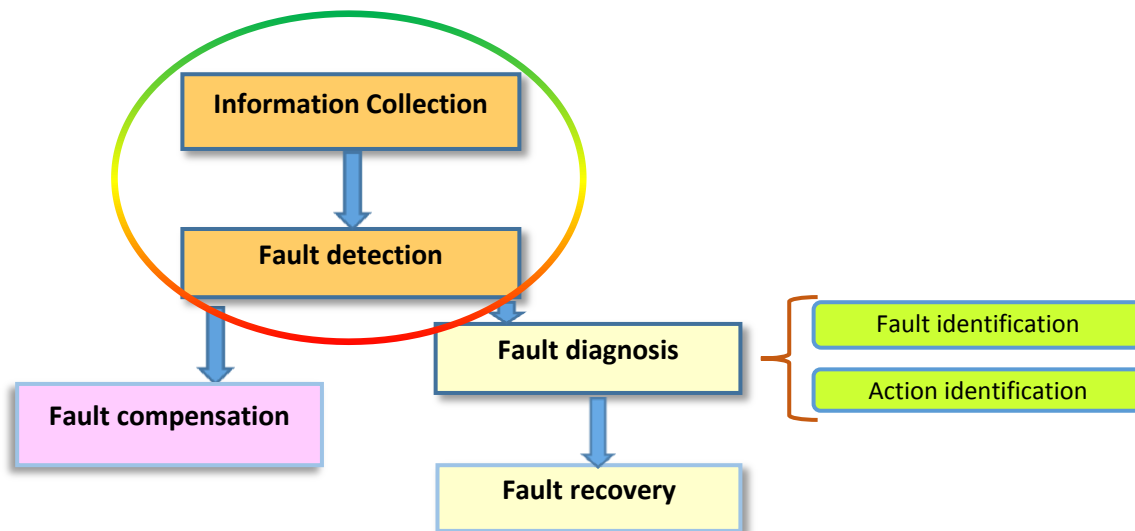 Information Collection
Fault detection
Fault diagnosis
Fault identification
Action identification
Fault compensation
Fault recovery